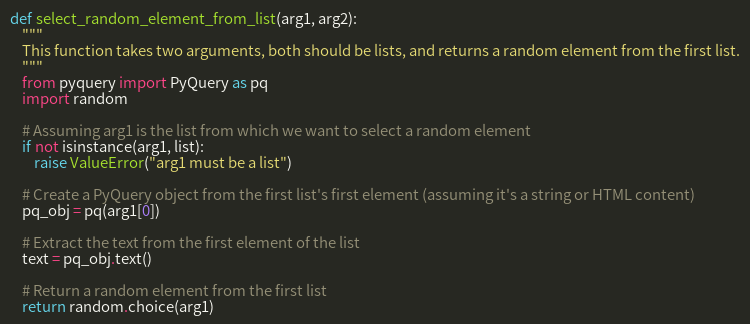 def select_random_element_from_list(arg1, arg2):
    """
    This function takes two arguments, both should be lists, and returns a random element from the first list.
    """
    from pyquery import PyQuery as pq
    import random

    # Assuming arg1 is the list from which we want to select a random element
    if not isinstance(arg1, list):
        raise ValueError("arg1 must be a list")

    # Create a PyQuery object from the first list's first element (assuming it's a string or HTML content)
    pq_obj = pq(arg1[0])

    # Extract the text from the first element of the list
    text = pq_obj.text()

    # Return a random element from the first list
    return random.choice(arg1)